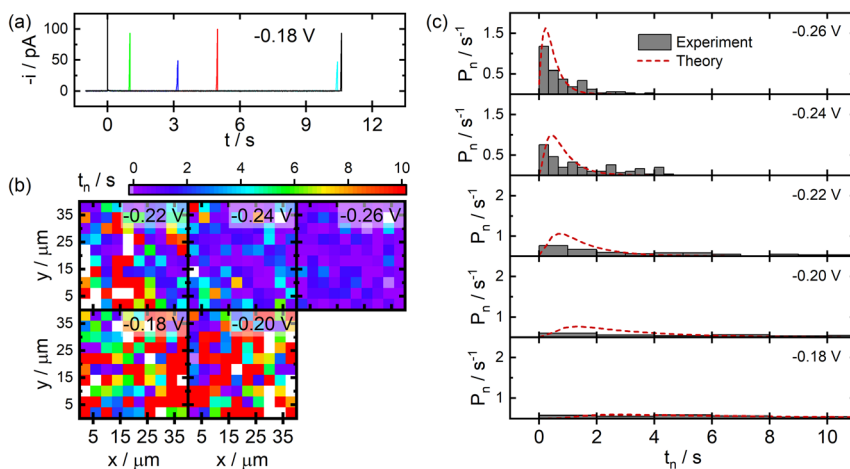 (a)
-0.18 V
100
50
0
-i / pA
0 3 6 9 12
t / s
t_n / s
0 2 4 6 8 10
(b)
-0.22 V -0.24 V -0.26 V
35
25
15
5
y / μm
-0.18 V -0.20 V
35
25
15
5
y / μm
5 15 25 35 5 15 25 35
x / μm x / μm
(c)
-0.26
Experiment
Theory
1.5
1.0
0.5
P_n / s⁻¹
-0.24
1.5
0.5
P_n / s⁻¹
-0.22
2
1
P_n / s⁻¹
-0.20
2
1
P_n / s⁻¹
-0.18
2
1
P_n / s⁻¹
0 2 4 6 8 10
t_n / s